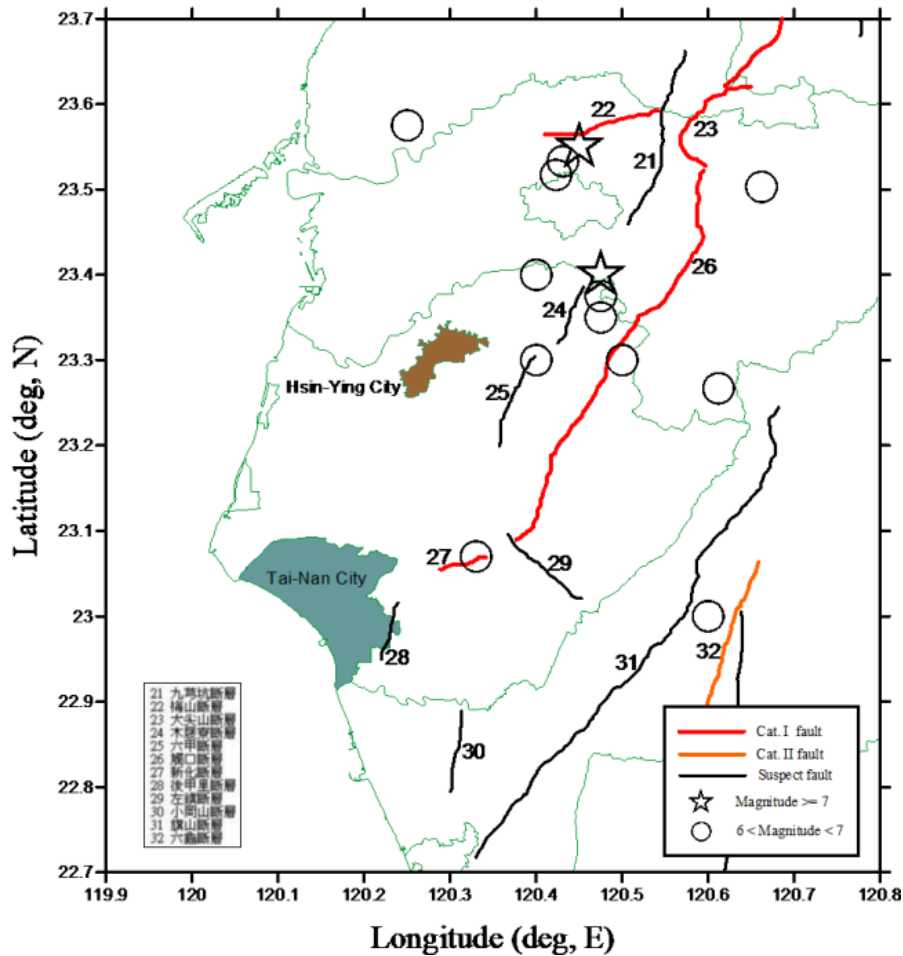 23.7
23.6
23.5
23.4
23.3
23.2
23.1
23
22.9
22.8
22.7
Latitude (deg, N)
22
23
21
26
24
Hsin-Ying City
25
27
29
Tai-Nan City
28
31
32
30
21 九芎坑斷層
22 梅山斷層
23 大尖山斷層
24 木屐寮斷層
25 六甲斷層
26 觸口斷層
27 新化斷層
28 後甲里斷層
29 左鎮斷層
30 小岡山斷層
31 旗山斷層
32 六龜斷層
Cat. I fault
Cat. II fault
Suspect fault
Magnitude >= 7
6 < Magnitude < 7
119.9 120 120.1 120.2 120.3 120.4 120.5 120.6 120.7 120.8
Longitude (deg, E)